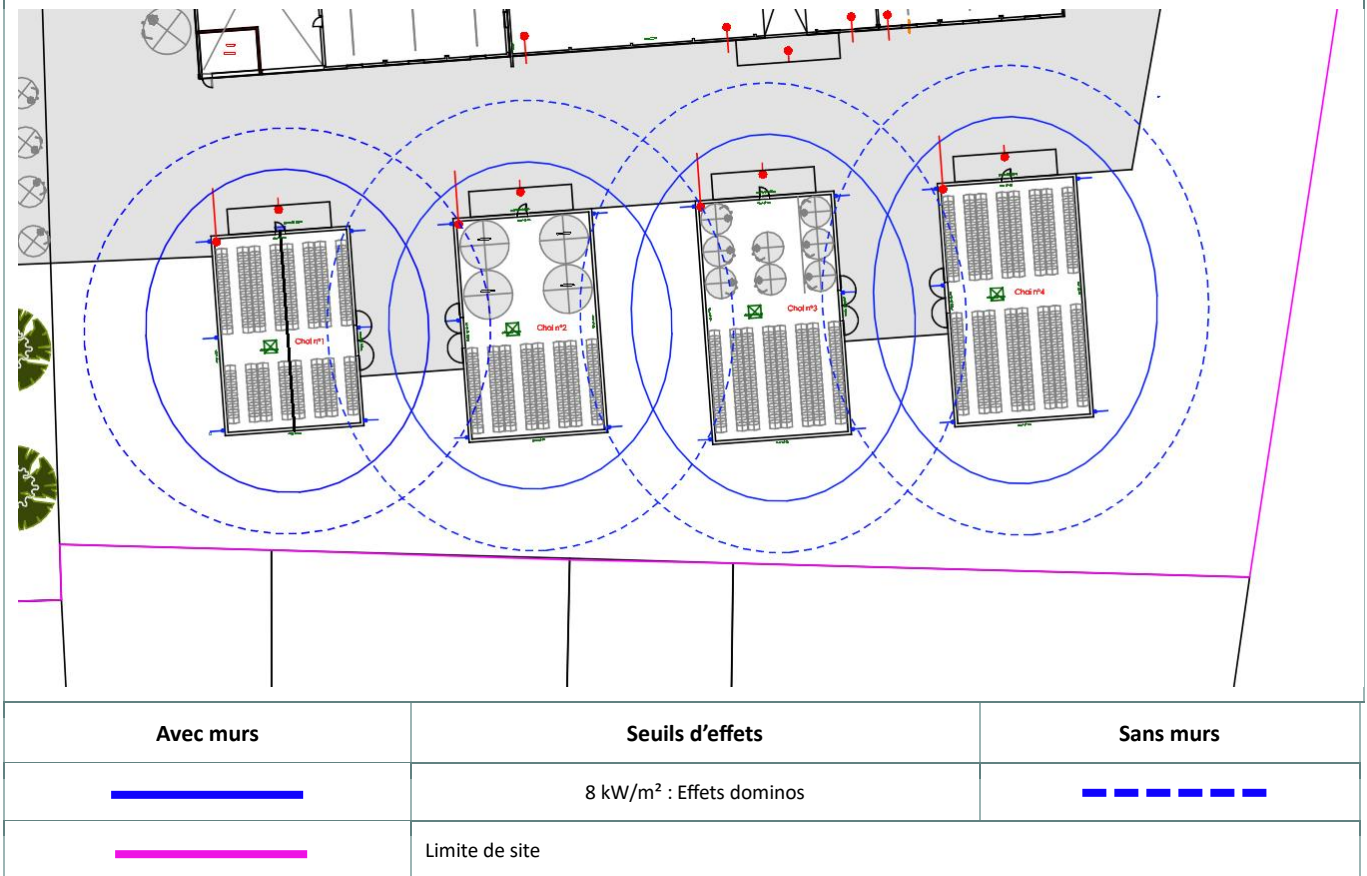 Chai n°1
Chai n°2
Chai n°3
Chai n°4
Avec murs
Seuils d'effets
Sans murs
8 kW/m² : Effets dominos
Limite de site